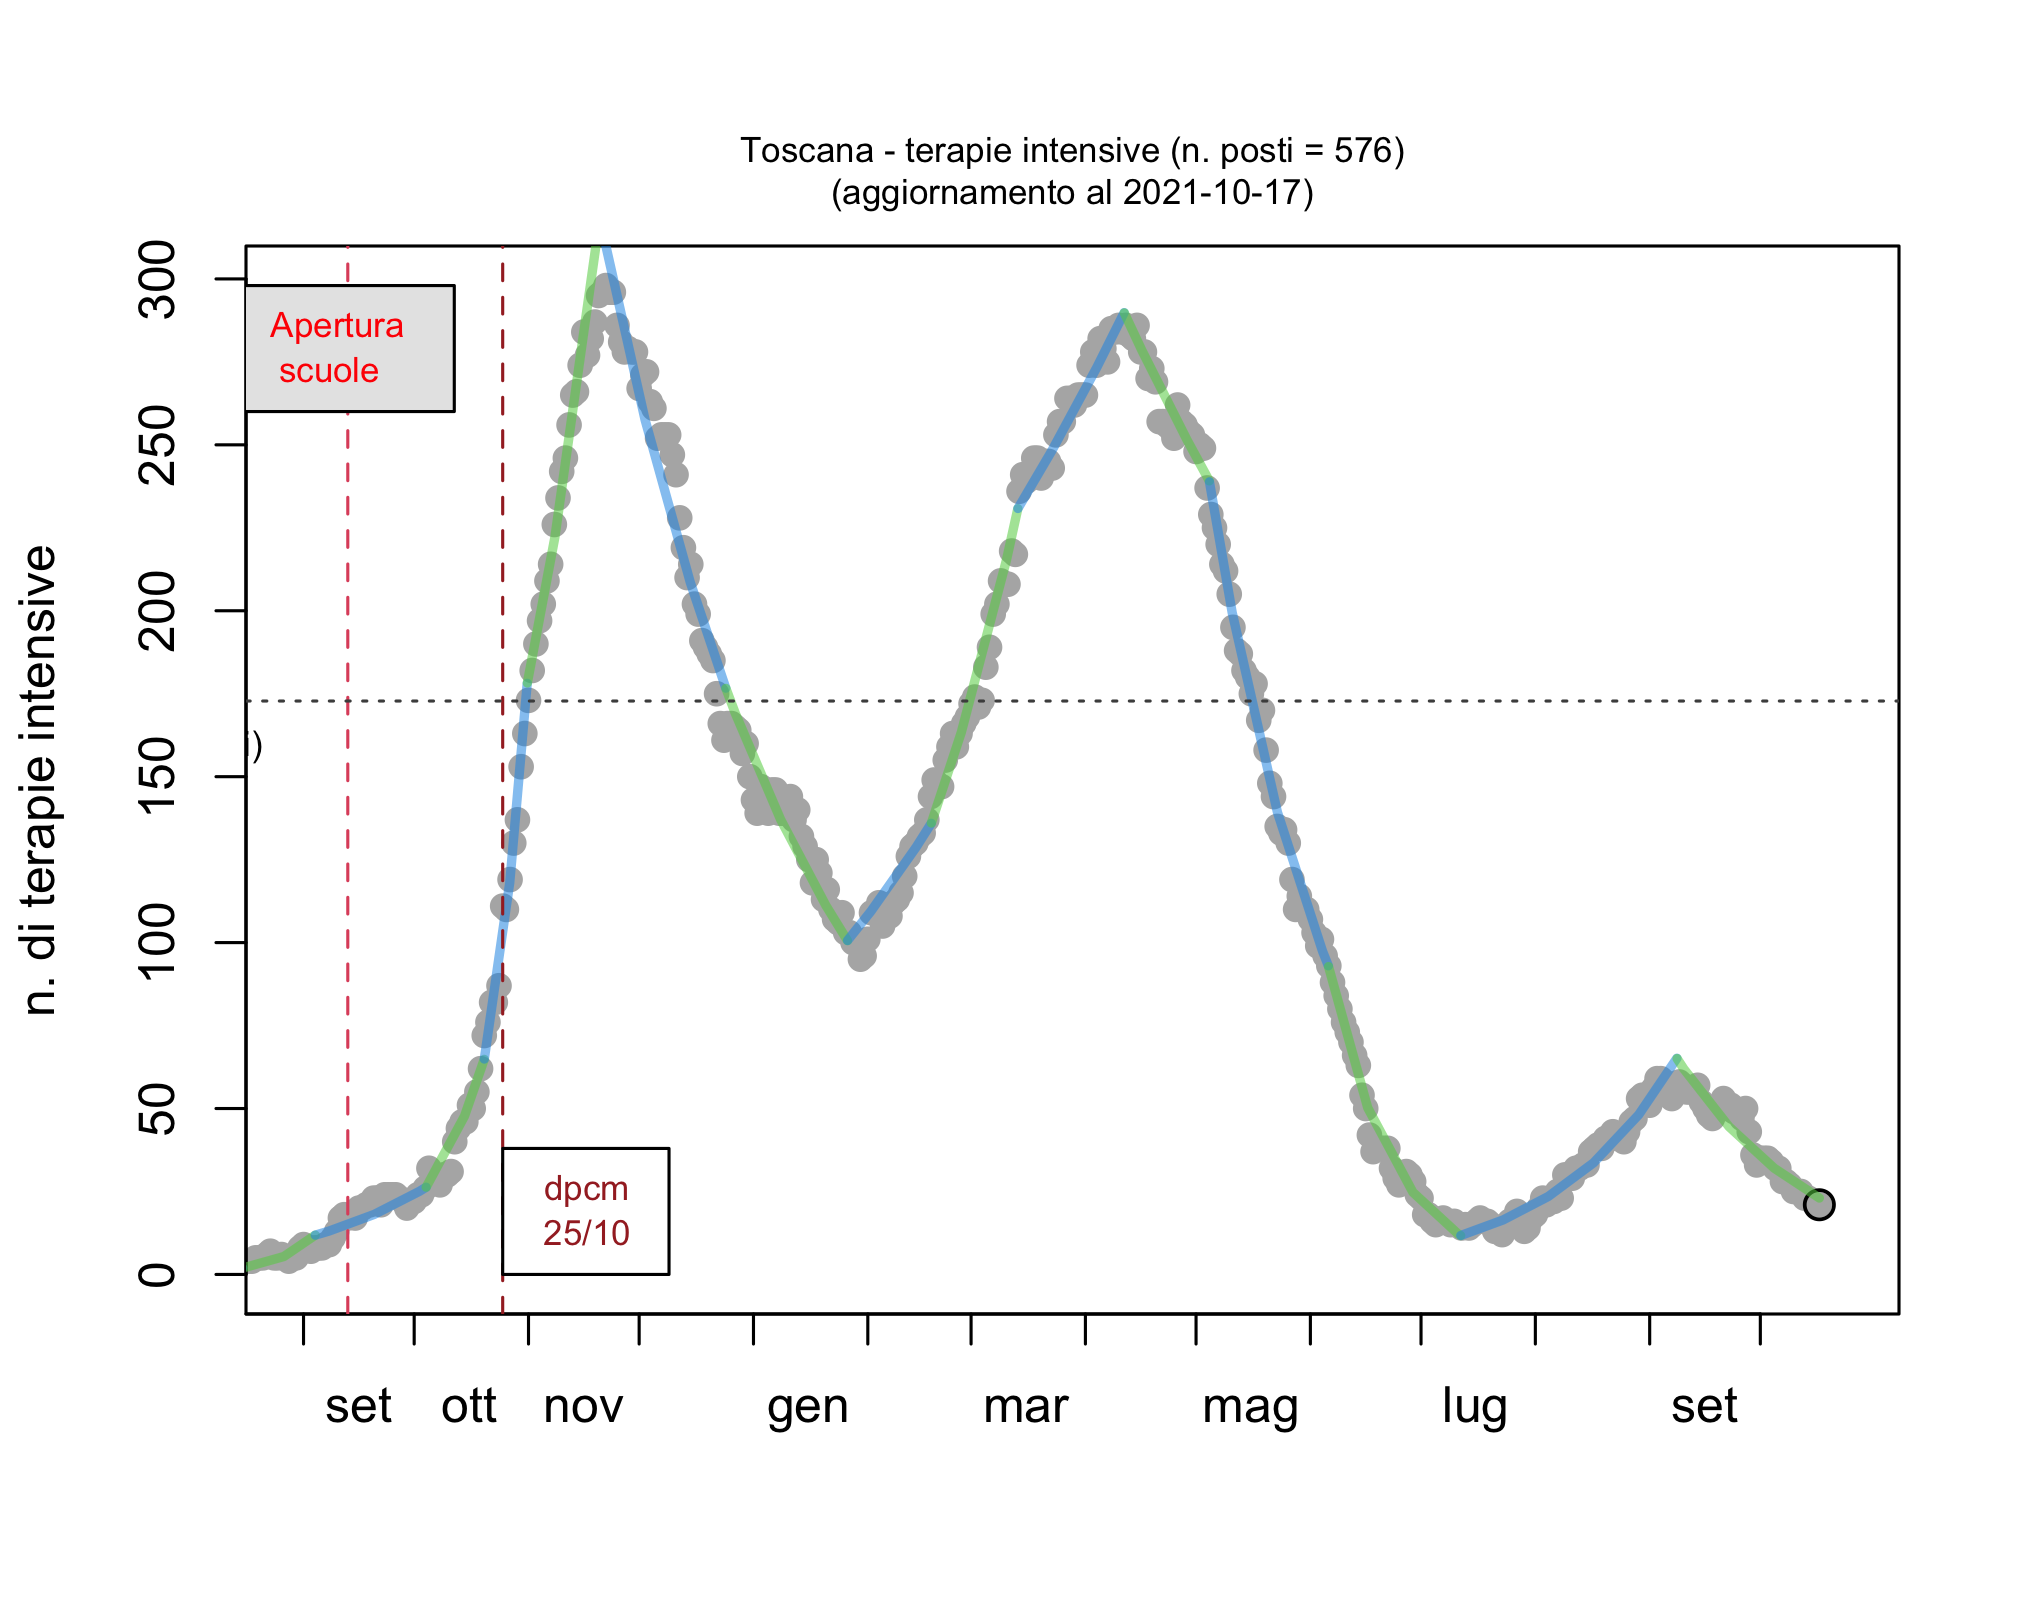 Toscana - terapie intensive (n. posti = 576)
(aggiornamento al 2021-10-17)
n. di terapie intensive
300
250
200
150
100
50
0
Apertura
scuole
)
dpcm
25/10
set ott nov gen mar mag lug set